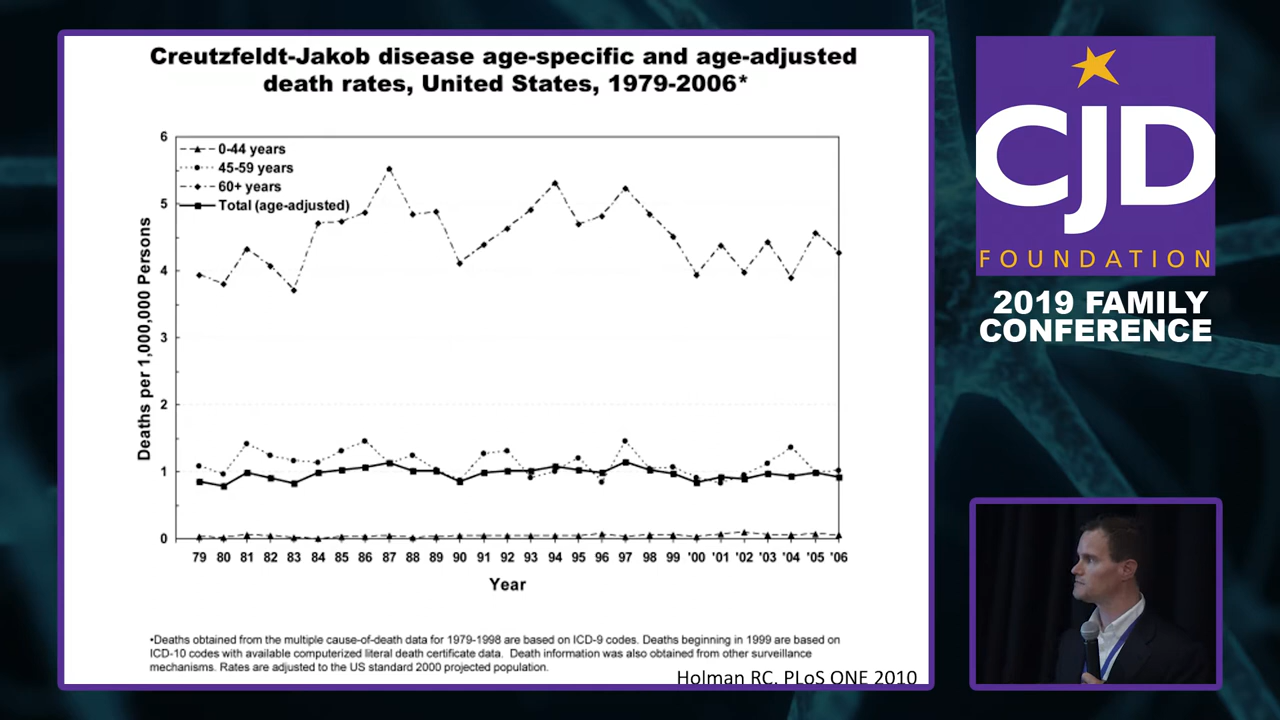 Creutzfeldt-Jakob disease age-specific and age-adjusted
death rates, United States, 1979-2006*
6
5
4
3
2
1
0
Deaths per 1,000,000 Persons
0-44 years
45-59 years
60+ years
Total (age-adjusted)
79 80 81 82 83 84 85 86 87 88 89 90 91 92 93 94 95 96 97 98 99 '00 '01 '02 '03 '04 '05 '06
Year
•Deaths obtained from the multiple cause-of-death data for 1979-1998 are based on ICD-9 codes. Deaths beginning in 1999 are based on
ICD-10 codes with available computerized literal death certificate data. Death information was also obtained from other surveillance
mechanisms. Rates are adjusted to the US standard 2000 projected population.
Holman RC, PLoS ONE 2010
CJD
FOUNDATION
2019 FAMILY
CONFERENCE